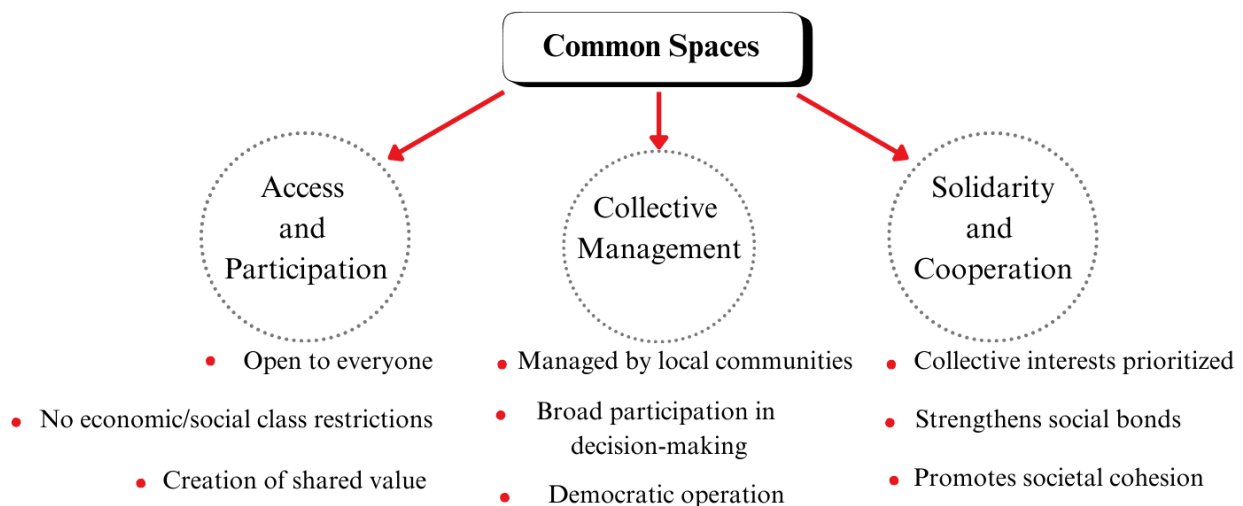 Common Spaces
Access
and
Participation
Collective
Management
Solidarity
and
Cooperation
Open to everyone
No economic/social class restrictions
Creation of shared value
Managed by local communities
Broad participation in
decision-making
Democratic operation
Collective interests prioritized
Strengthens social bonds
Promotes societal cohesion